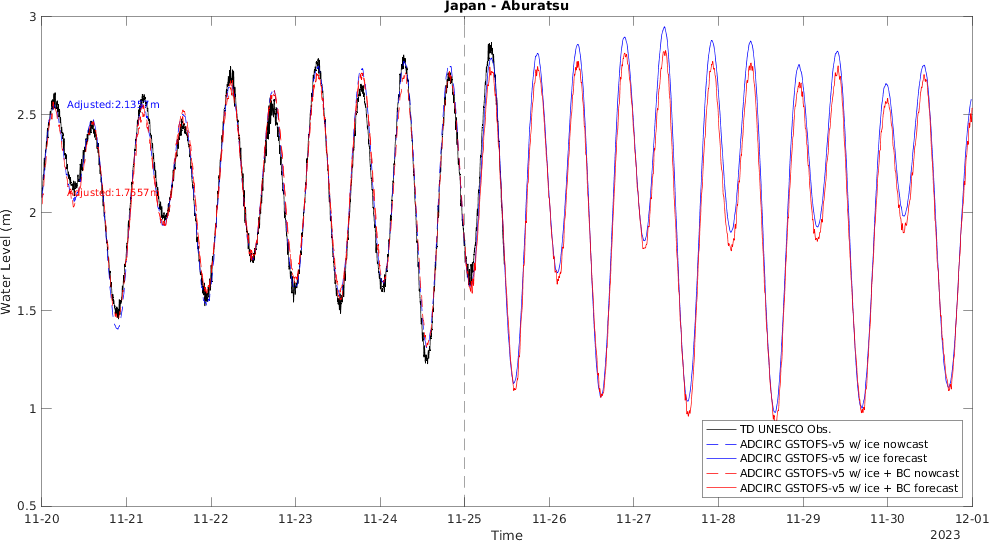 Japan - Aburatsu
3
2.5
2
1.5
1
0.5
Water Level (m)
Adjusted:2.1357m
Adjusted:1.7557m
TD UNESCO Obs.
ADCIRC GSTOFS-v5 w/ ice nowcast
ADCIRC GSTOFS-v5 w/ ice forecast
ADCIRC GSTOFS-v5 w/ ice + BC nowcast
ADCIRC GSTOFS-v5 w/ ice + BC forecast
11-20 11-21 11-22 11-23 11-24 11-25 11-26 11-27 11-28 11-29 11-30 12-01
Time
2023